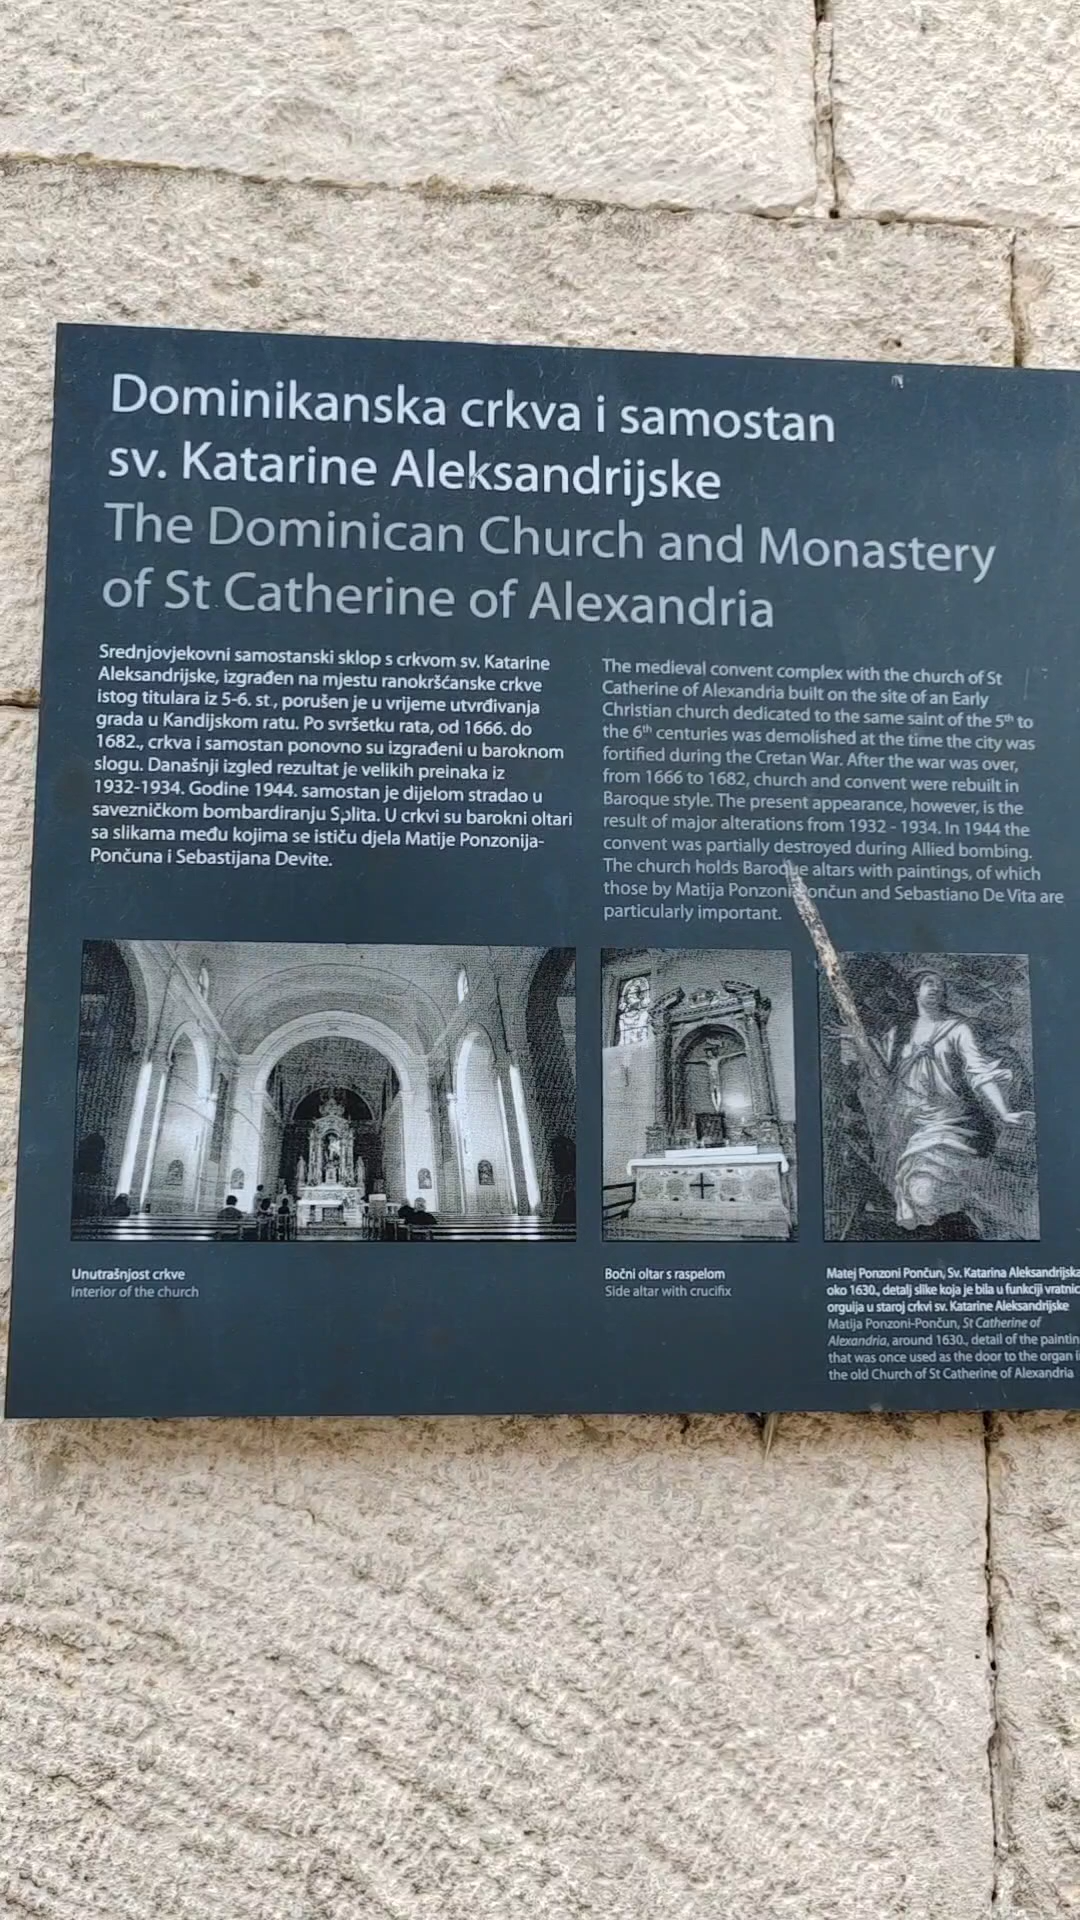 Dominikanska crkva i samostan
sv. Katarine Aleksandrijske
The Dominican Church and Monastery
of St Catherine of Alexandria
Srednjovjekovni samostanski sklop s crkvom sv. Katarine
Aleksandrijske, izgrađen na mjestu ranokršćanske crkve
istog titulara iz 5-6. st., porušen je u vrijeme utvrđivanja
grada u Kandijskom ratu. Po svršetku rata, od 1666. do
1682., crkva i samostan ponovno su izgrađeni u baroknom
slogu. Današnji izgled rezultat je velikih preinaka iz
1932-1934. Godine 1944. samostan je dijelom stradao u
savezničkom bombardiranju Splita. U crkvi su barokni oltari
sa slikama među kojima se ističu djela Matije Ponzonija-
Pončuna i Sebastijana Devite.
The medieval convent complex with the church of St
Catherine of Alexandria built on the site of an Early
Christian church dedicated to the same saint of the 5th to
the 6th centuries was demolished at the time the city was
fortified during the Cretan War. After the war was over,
from 1666 to 1682, church and convent were rebuilt in
Baroque style. The present appearance, however, is the
result of major alterations from 1932 - 1934. In 1944 the
convent was partially destroyed during Allied bombing.
The church holds Baroque altars with paintings, of which
those by Matija Ponzoni-Pončun and Sebastiano De Vita are
particularly important.
Unutrašnjost crkve
Interior of the church
Bočni oltar s raspelom
Side altar with crucifix
Matej Ponzoni Pončun, Sv. Katarina Aleksandrijska
oko 1630., detalj slike koja je bila u funkciji vratnic
orgulja u staroj crkvi sv. Katarine Aleksandrijske
Matija Ponzoni-Pončun, St Catherine of
Alexandria, around 1630., detail of the paintin
that was once used as the door to the organ i
the old Church of St Catherine of Alexandria